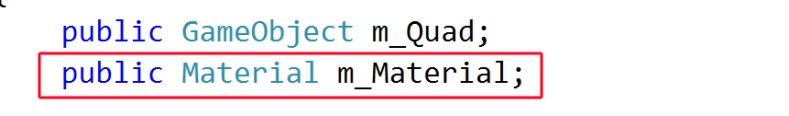 public GameObject m_Quad;
public Material m_Material;